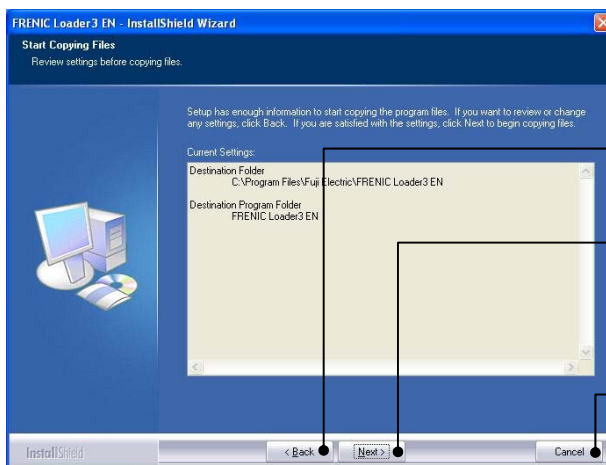 FRENIC Loader3 EN - InstallShield Wizard
Start Copying Files
Review settings before copying files.
Setup has enough information to start copying the program files. If you want to review or change
any settings, click Back. If you are satisfied with the settings, click Next to begin copying files.
Current Settings:
Destination Folder
C:\Program Files\Fuji Electric\FRENIC Loader3 EN
Destination Program Folder
FRENIC Loader3 EN
InstallShield
< Back
Next >
Cancel